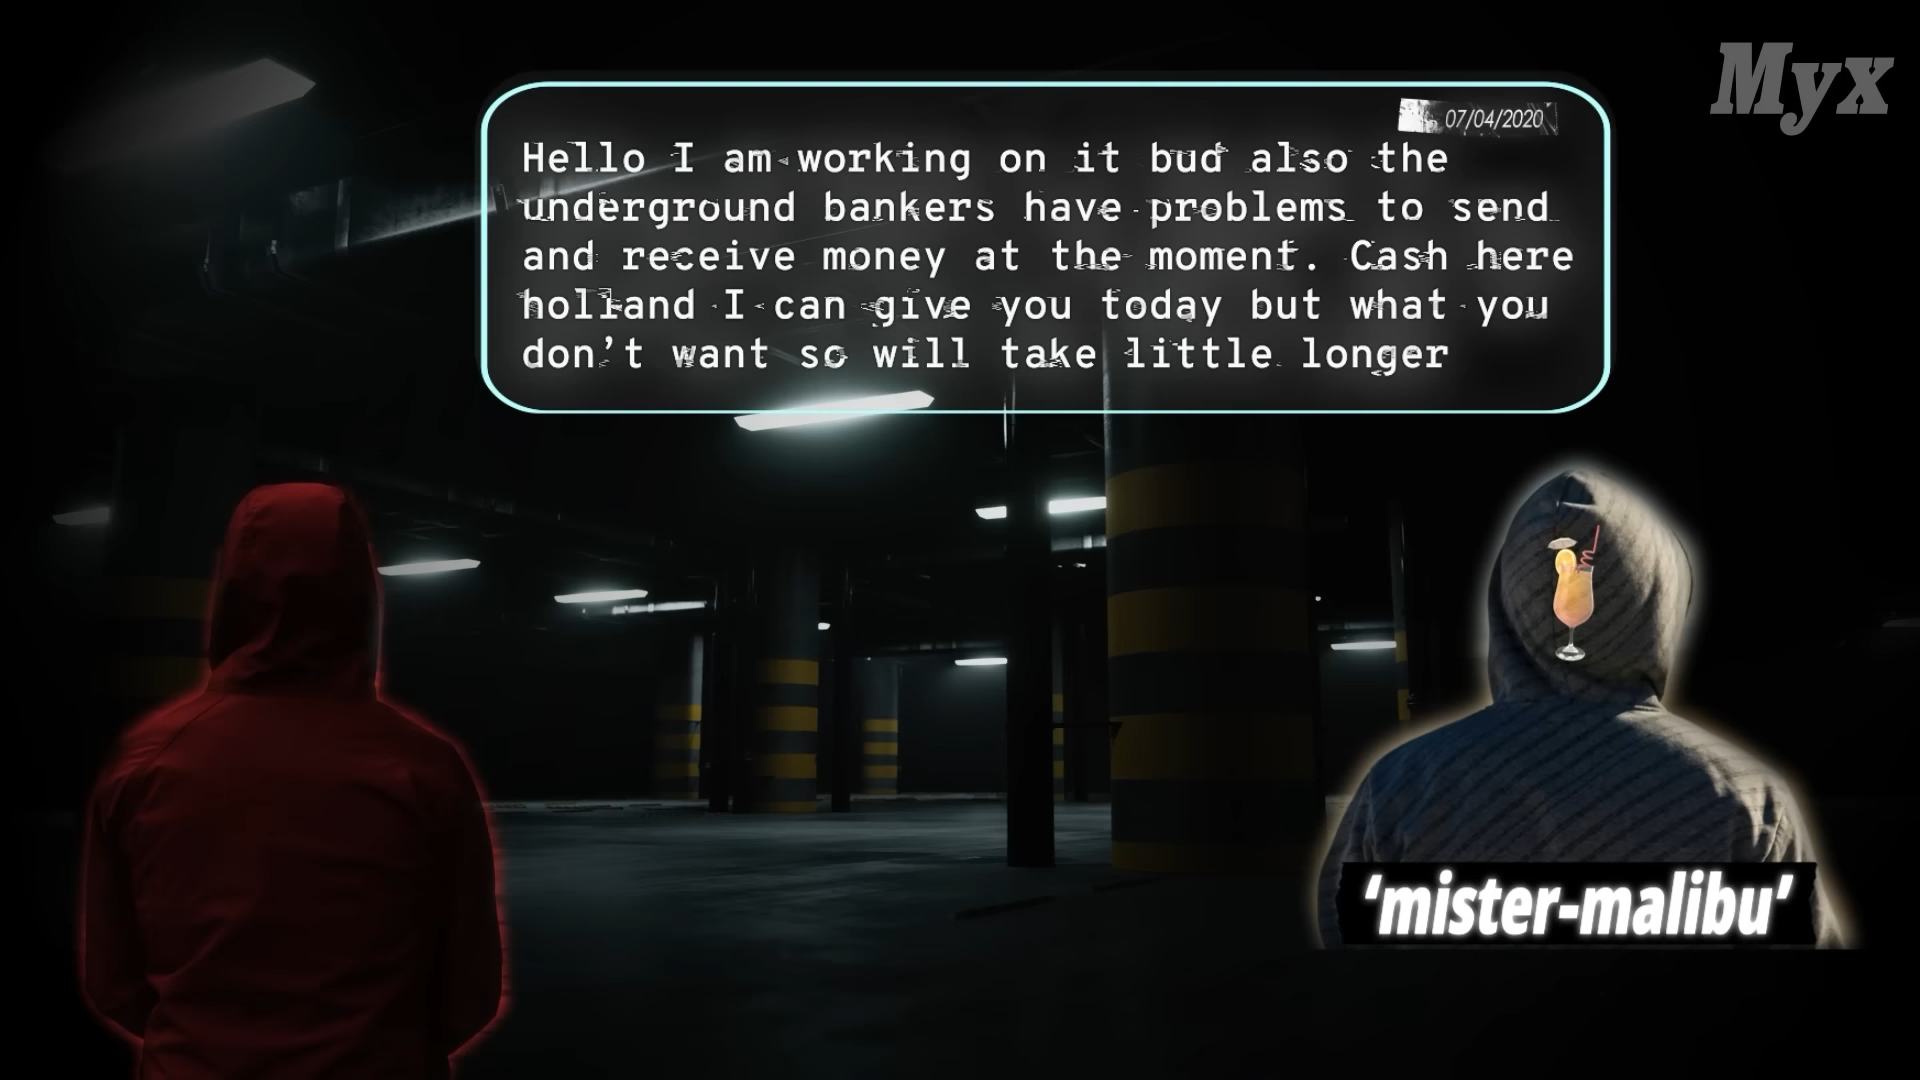 Myx
07/04/2020
Hello I am working on it bud also the
underground bankers have problems to send
and receive money at the moment. Cash here
holland I can give you today but what you
don’t want so will take little longer
‘mister-malibu’